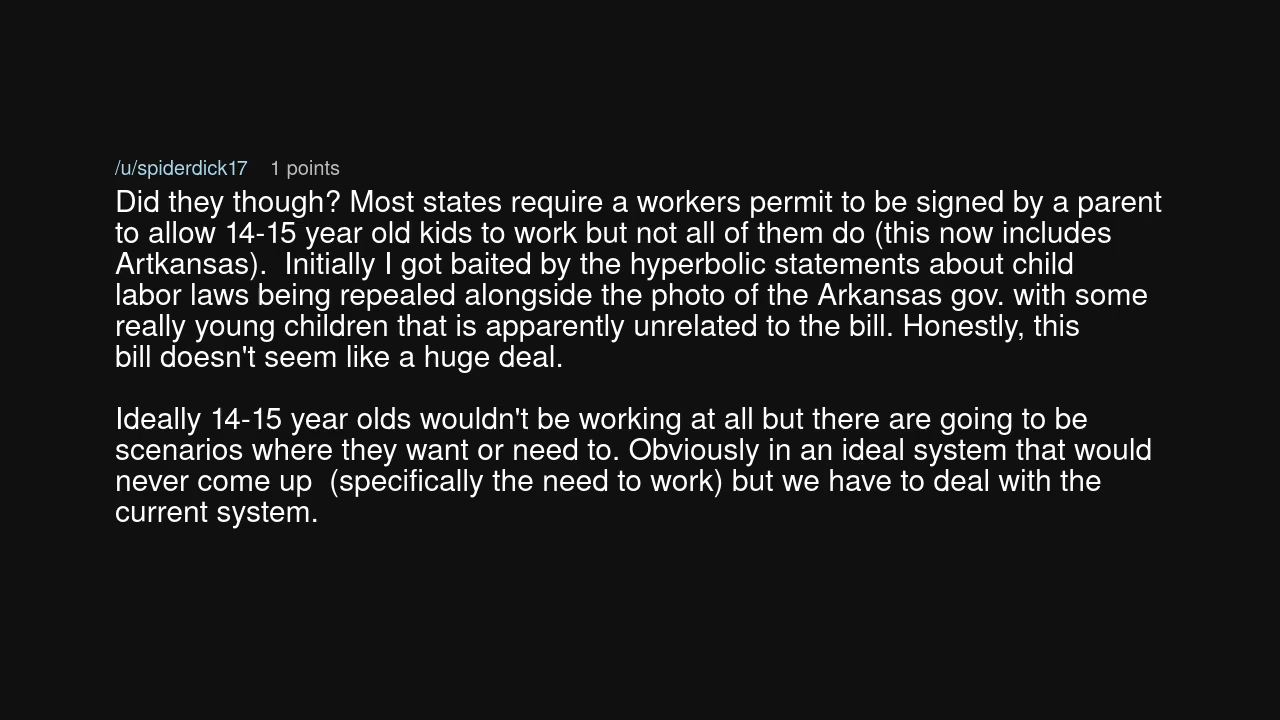 /u/spiderdick17 1 points
Did they though? Most states require a workers permit to be signed by a parent
to allow 14-15 year old kids to work but not all of them do (this now includes
Artkansas).  Initially I got baited by the hyperbolic statements about child
labor laws being repealed alongside the photo of the Arkansas gov. with some
really young children that is apparently unrelated to the bill. Honestly, this
bill doesn't seem like a huge deal.
Ideally 14-15 year olds wouldn't be working at all but there are going to be
scenarios where they want or need to. Obviously in an ideal system that would
never come up  (specifically the need to work) but we have to deal with the
current system.